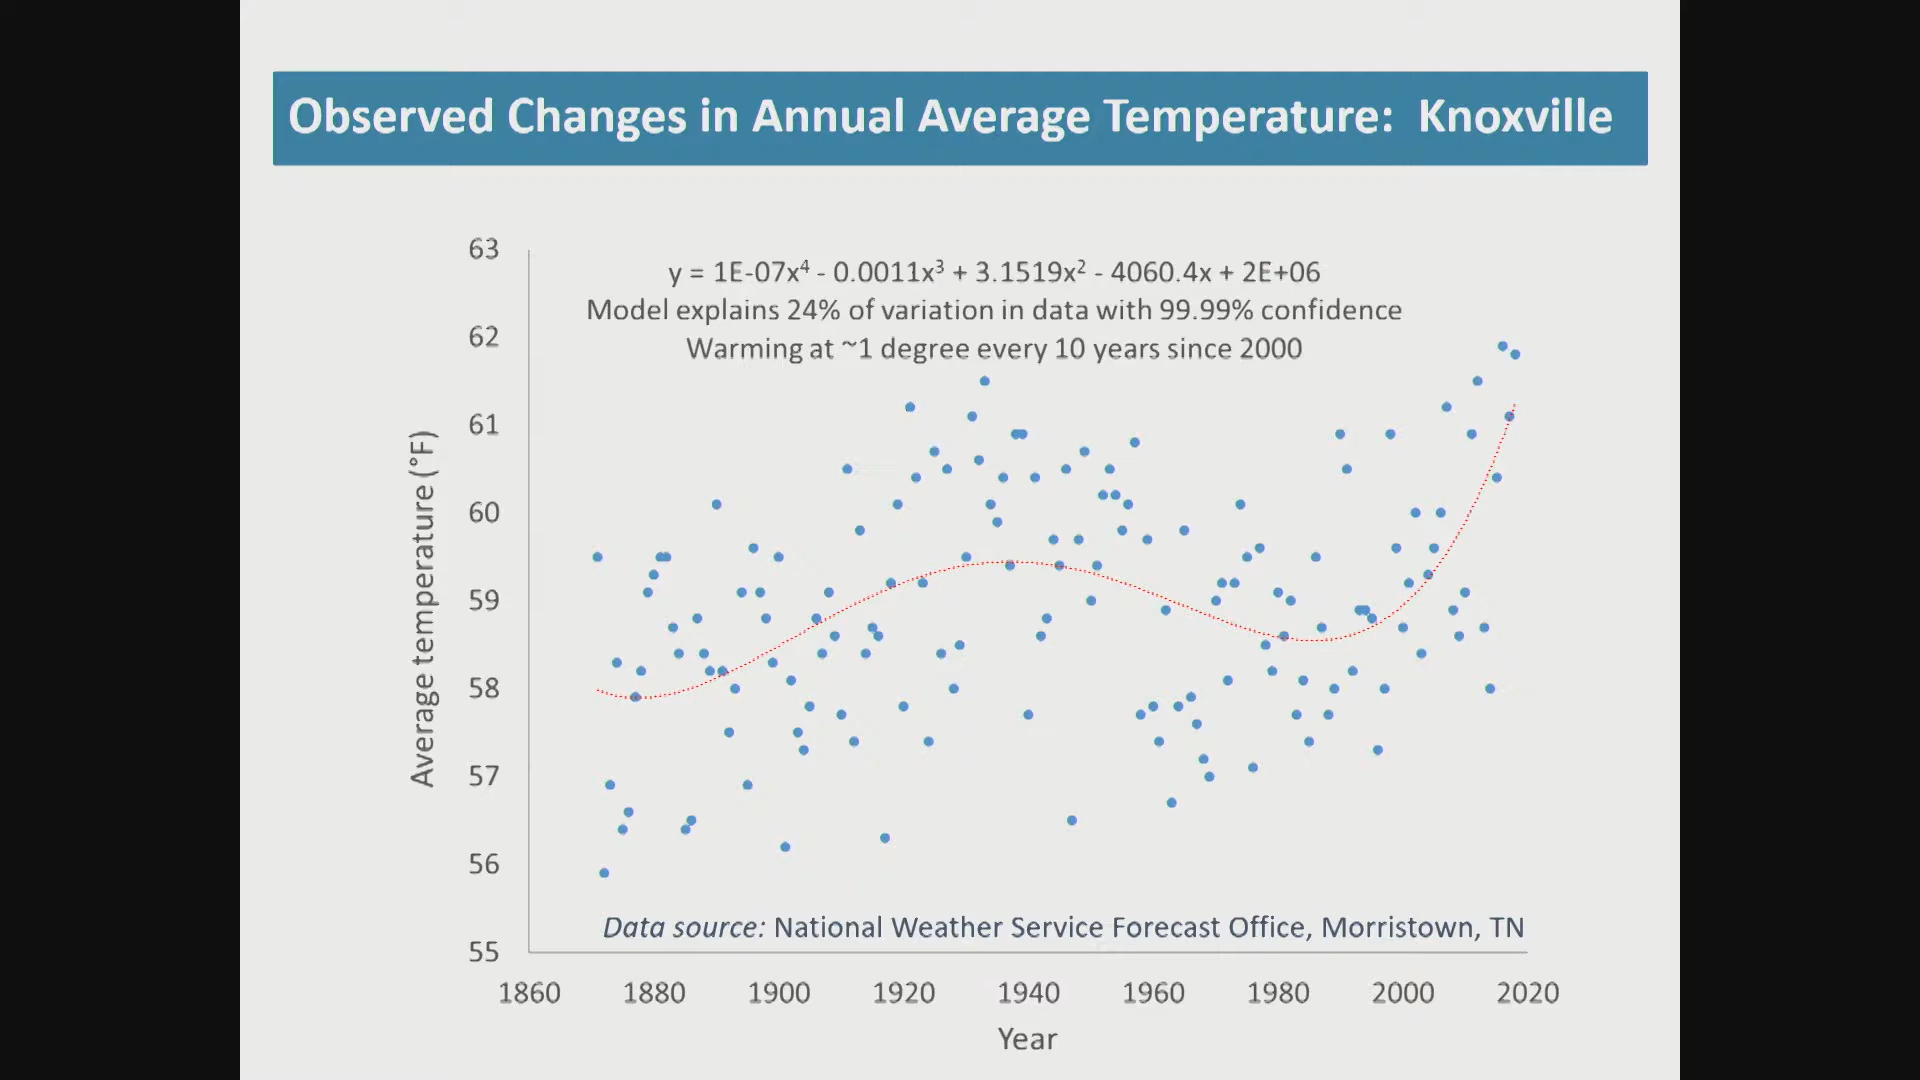 Observed Changes in Annual Average Temperature: Knoxville
y = 1E-07x⁴ - 0.0011x³ + 3.1519x² - 4060.4x + 2E+06
Model explains 24% of variation in data with 99.99% confidence
Warming at ~1 degree every 10 years since 2000
63
62
61
60
59
58
57
56
55
Average temperature (°F)
Data source: National Weather Service Forecast Office, Morristown, TN
1860 1880 1900 1920 1940 1960 1980 2000 2020
Year